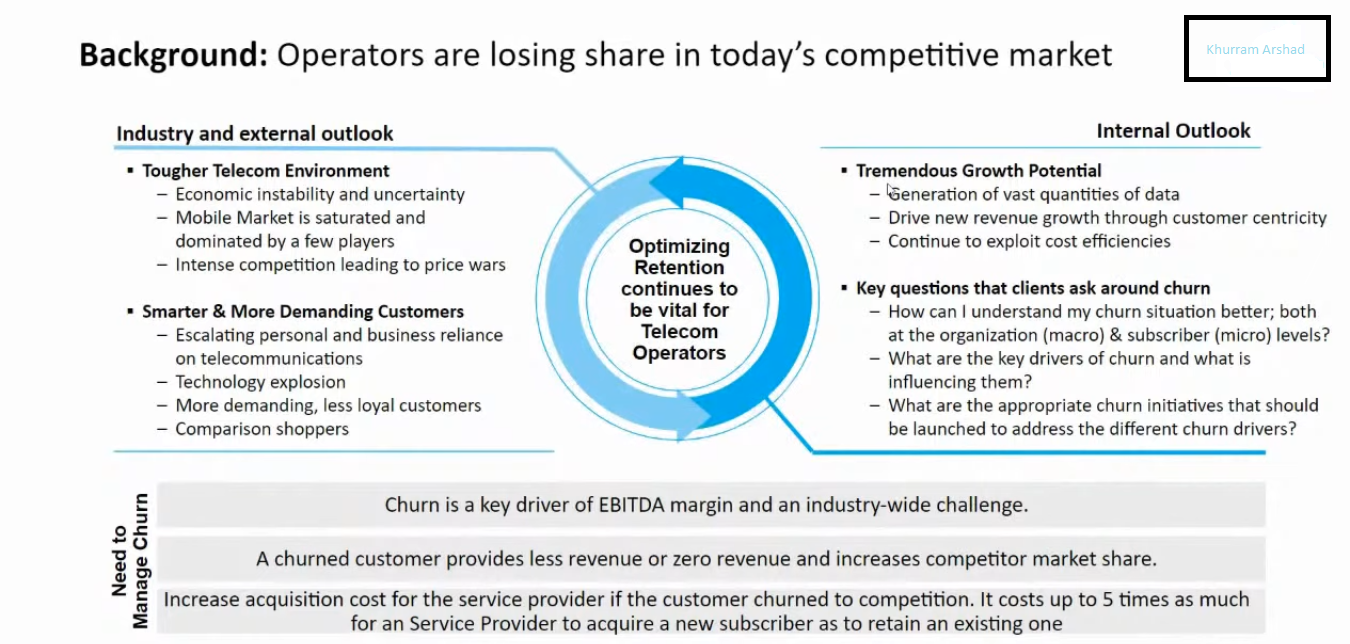 Background: Operators are losing share in today's competitive market
Khurram Arshad
Industry and external outlook
▪ Tougher Telecom Environment
– Economic instability and uncertainty
– Mobile Market is saturated and
dominated by a few players
– Intense competition leading to price wars
▪ Smarter & More Demanding Customers
– Escalating personal and business reliance
on telecommunications
– Technology explosion
– More demanding, less loyal customers
– Comparison shoppers
Optimizing
Retention
continues to
be vital for
Telecom
Operators
Internal Outlook
▪ Tremendous Growth Potential
– Generation of vast quantities of data
– Drive new revenue growth through customer centricity
– Continue to exploit cost efficiencies
▪ Key questions that clients ask around churn
– How can I understand my churn situation better; both
at the organization (macro) & subscriber (micro) levels?
– What are the key drivers of churn and what is
influencing them?
– What are the appropriate churn initiatives that should
be launched to address the different churn drivers?
Need to
Manage Churn
Churn is a key driver of EBITDA margin and an industry-wide challenge.
A churned customer provides less revenue or zero revenue and increases competitor market share.
Increase acquisition cost for the service provider if the customer churned to competition. It costs up to 5 times as much
for an Service Provider to acquire a new subscriber as to retain an existing one